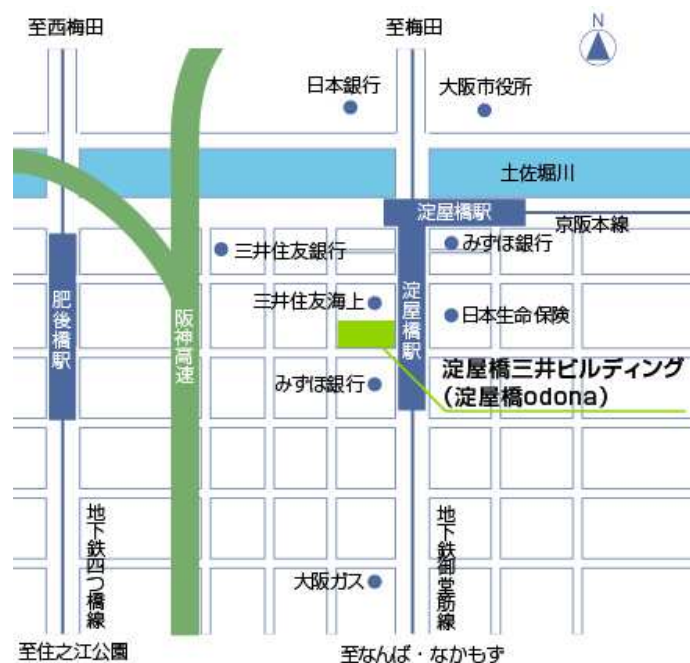 至西梅田
至梅田
N
日本銀行
大阪市役所
土佐堀川
淀屋橋駅
京阪本線
三井住友銀行
みずほ銀行
三井住友海上
日本生命保険
肥後橋駅
阪神高速
淀屋橋駅
淀屋橋三井ビルディング
（淀屋橋odona）
みずほ銀行
地下鉄四つ橋線
地下鉄御堂筋線
大阪ガス
至住之江公園
至なんば・なかもず